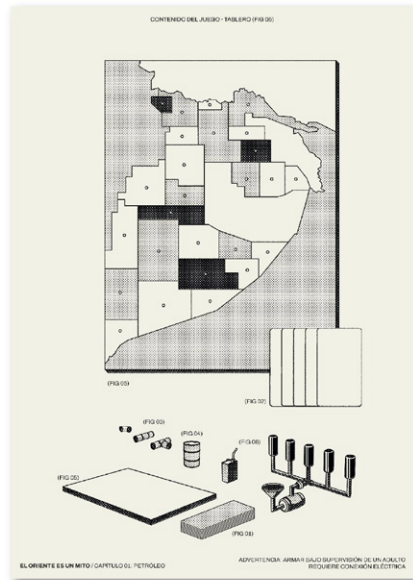 CONTENIDO DEL JUEGO - TABLERO (FIG 05)
(FIG 05)
(FIG 02)
(FIG 03)
(FIG 04)
(FIG 06)
(FIG 05)
(FIG 01)
ADVERTENCIA: ARMAR BAJO SUPERVISIÓN DE UN ADULTO
EL ORIENTE ES UN MITO / CAPÍTULO 01: PETRÓLEO
REQUIERE CONEXIÓN ELÉCTRICA